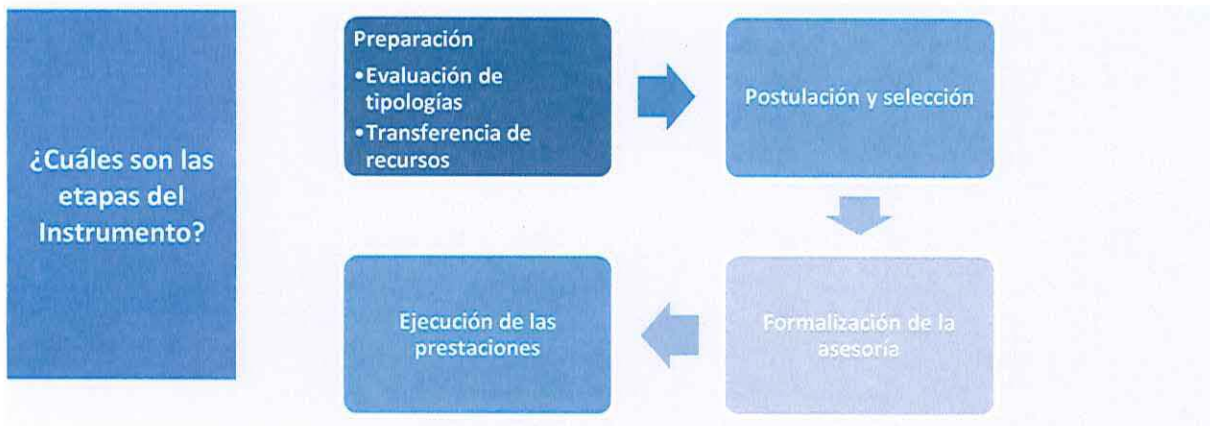 ¿Cuáles son las
etapas del
Instrumento?
Preparación
•Evaluación de
tipologías
•Transferencia de
recursos
Postulación y selección
Formalización de la
asesoría
Ejecución de las
prestaciones